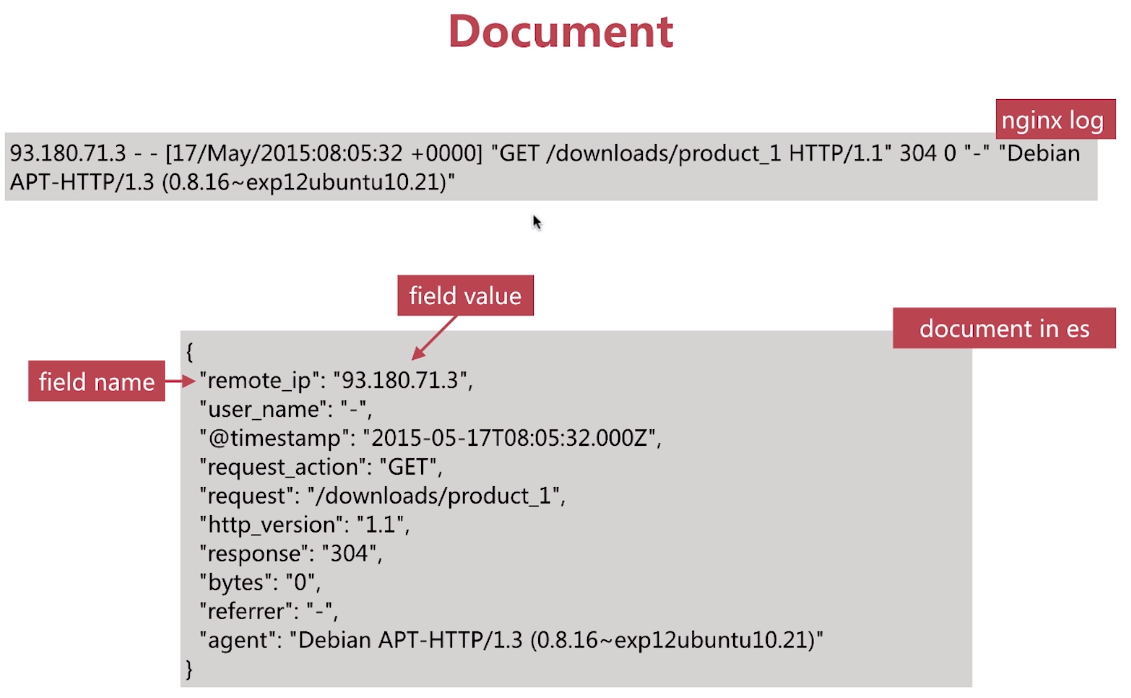 Document
nginx log
93.180.71.3 - - [17/May/2015:08:05:32 +0000] "GET /downloads/product_1 HTTP/1.1" 304 0 "-" "Debian
APT-HTTP/1.3 (0.8.16~exp12ubuntu10.21)"
field value
document in es
{
field name
"remote_ip": "93.180.71.3",
"user_name": "-",
"@timestamp": "2015-05-17T08:05:32.000Z",
"request_action": "GET",
"request": "/downloads/product_1",
"http_version": "1.1",
"response": "304",
"bytes": "0",
"referrer": "-",
"agent": "Debian APT-HTTP/1.3 (0.8.16~exp12ubuntu10.21)"
}